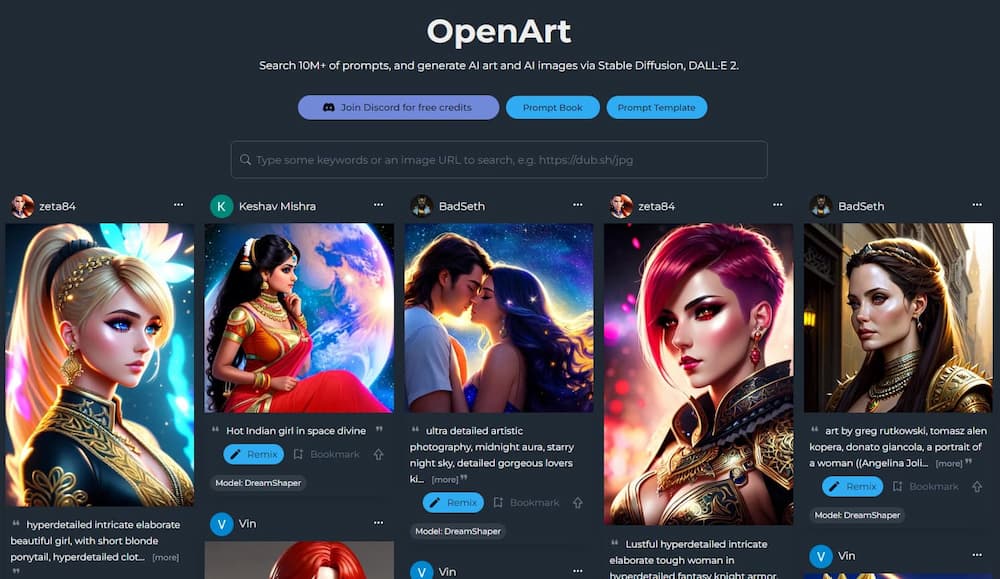 OpenArt
Search 10M+ of prompts, and generate AI art and AI images via Stable Diffusion, DALL·E 2.
Join Discord for free credits
Prompt Book
Prompt Template
Type some keywords or an image URL to search, e.g. https://dub.sh/jpg
zeta84
“ hyperdetailed intricate elaborate
beautiful girl, with short blonde
ponytail, hyperdetailed clot... [more]
”
K Keshav Mishra
“ Hot Indian girl in space divine ”
Remix Bookmark
Model: DreamShaper
V Vin
BadSeth
“ ultra detailed artistic
photography, midnight aura, starry
night sky, detailed gorgeous lovers
ki... [more] ”
Remix Bookmark
Model: DreamShaper
V Vin
zeta84
“ Lustful hyperdetailed intricate
elaborate tough woman in
hyperdetailed fantasy knight armor,
BadSeth
“ art by greg rutkowski, tomasz alen
kopera, donato giancola, a portrait of
a woman ((Angelina Joli... [more] ”
Remix Bookmark
Model: DreamShaper
V Vin